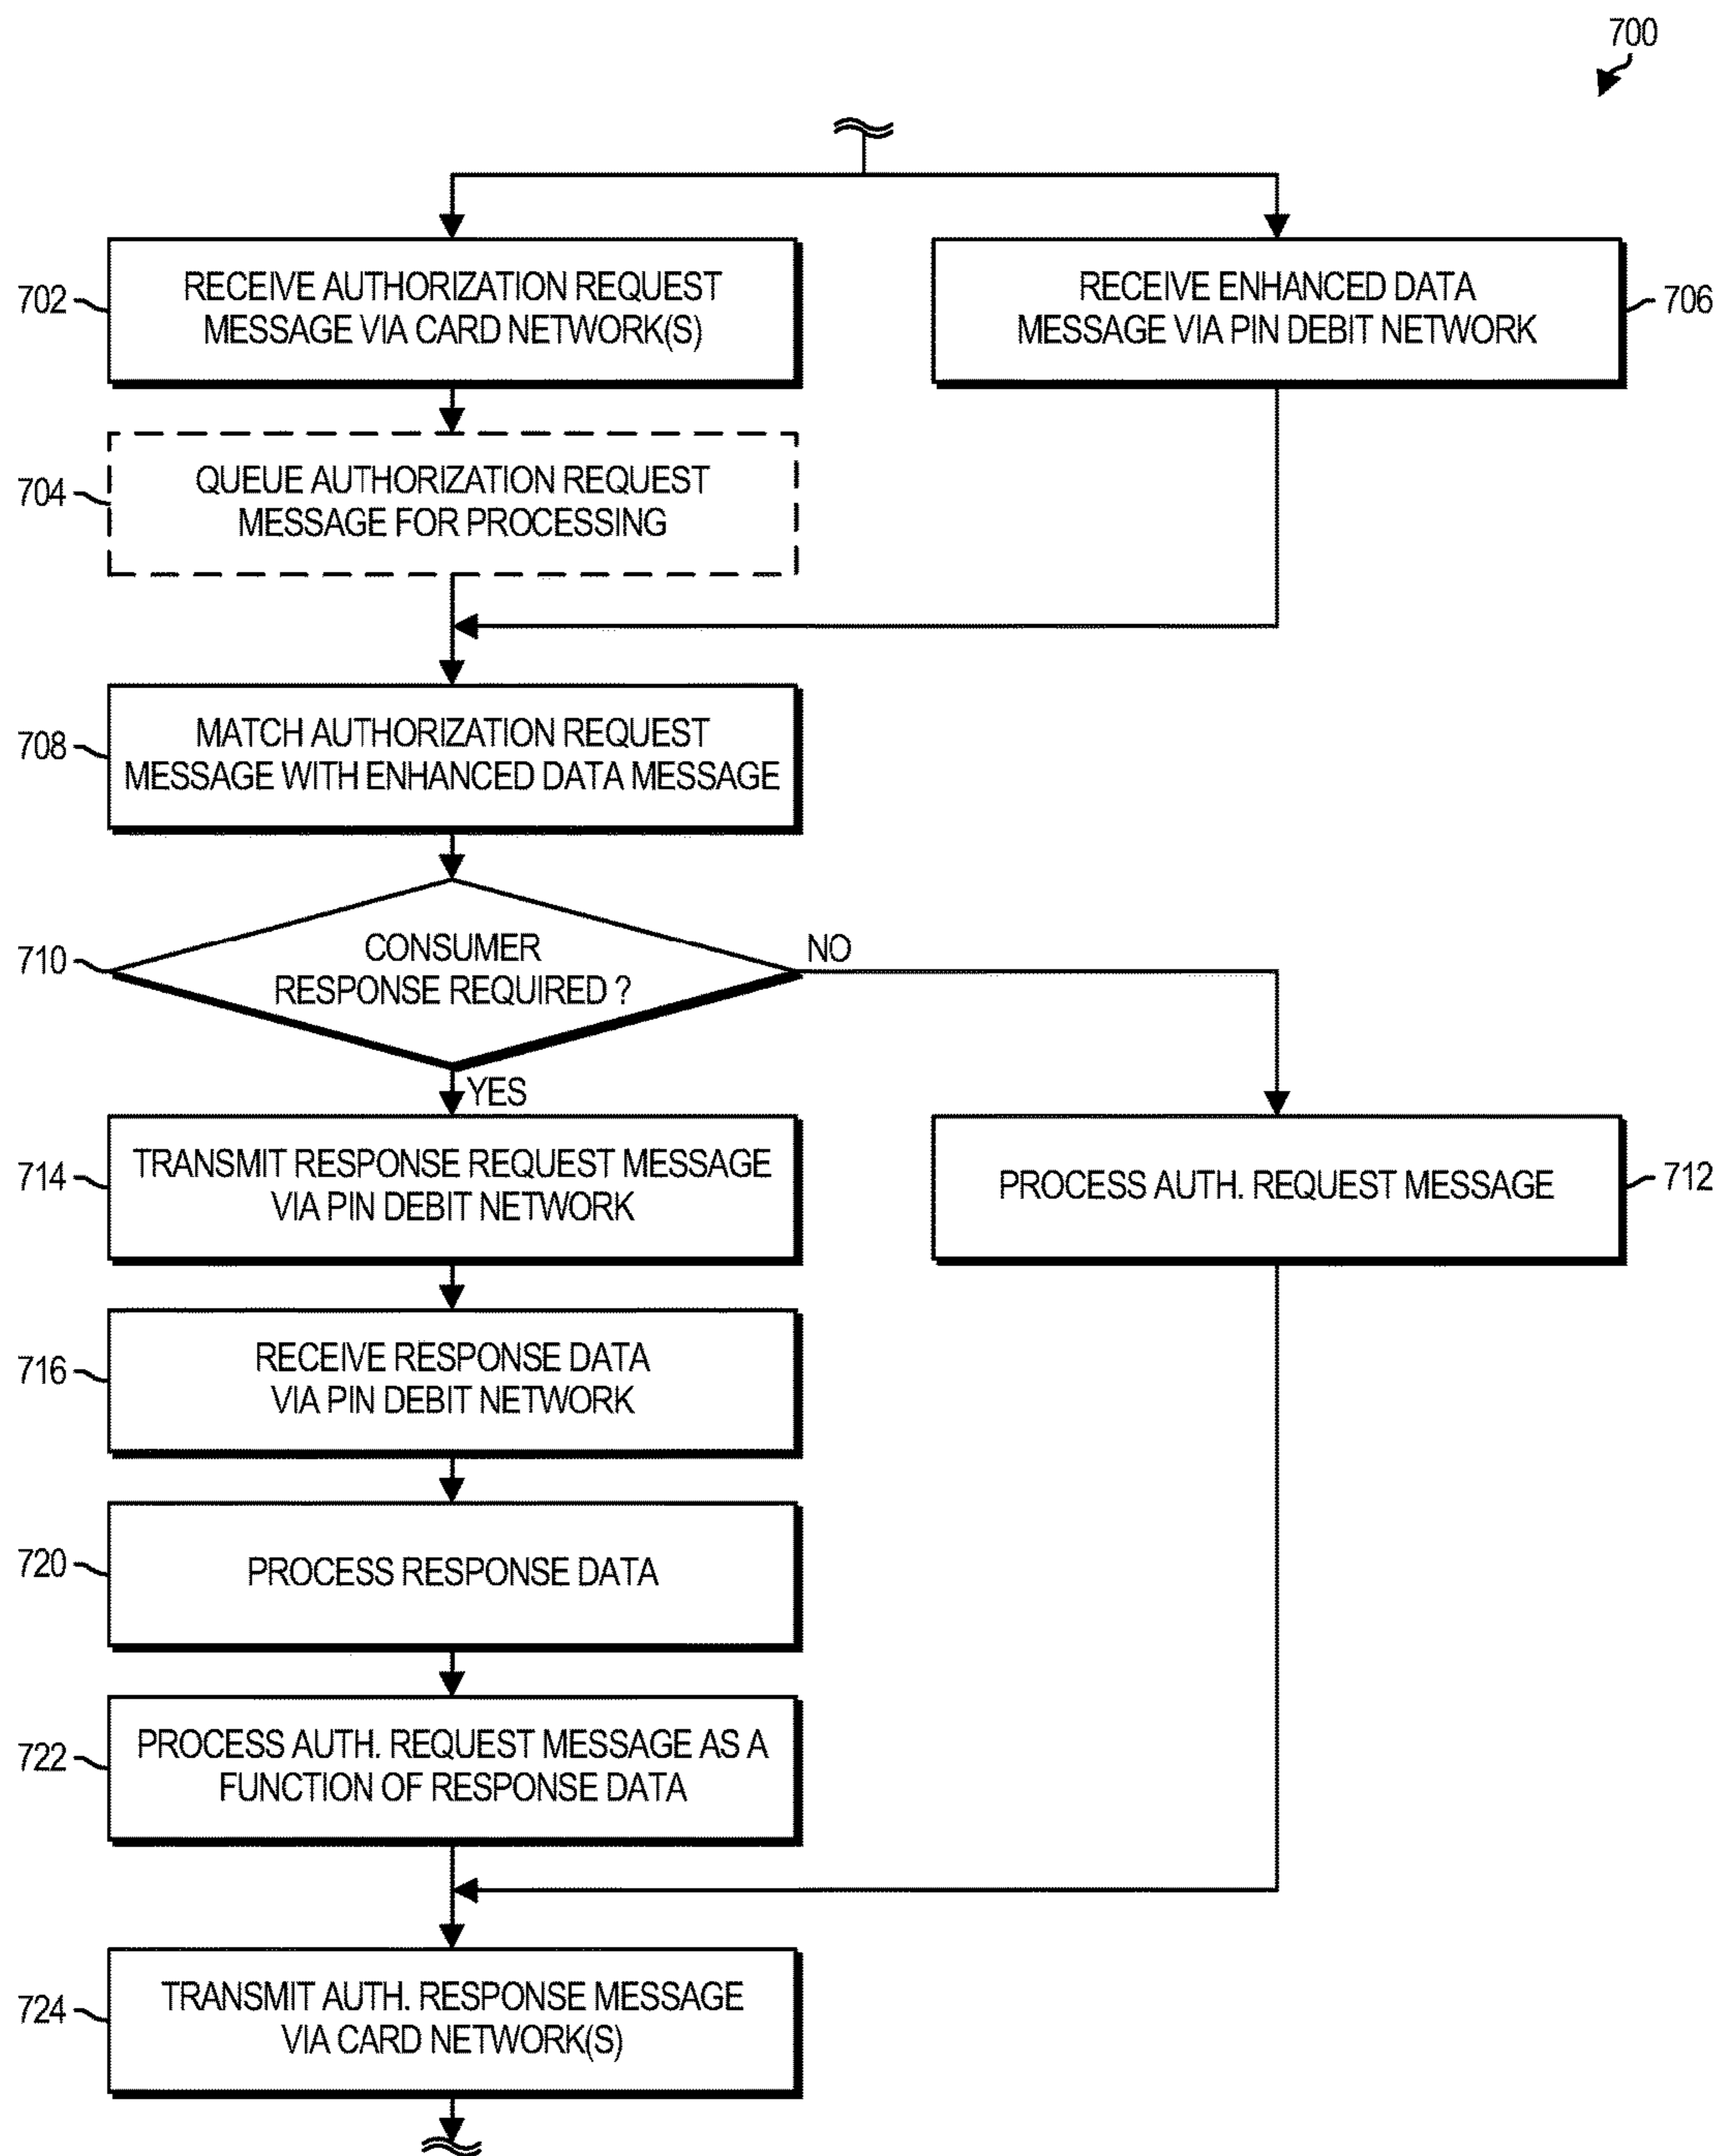 700
702
RECEIVE AUTHORIZATION REQUEST
MESSAGE VIA CARD NETWORK(S)
RECEIVE ENHANCED DATA
MESSAGE VIA PIN DEBIT NETWORK
706
704
QUEUE AUTHORIZATION REQUEST
MESSAGE FOR PROCESSING
708
MATCH AUTHORIZATION REQUEST
MESSAGE WITH ENHANCED DATA MESSAGE
710
CONSUMER
RESPONSE REQUIRED ?
NO
YES
714
TRANSMIT RESPONSE REQUEST MESSAGE
VIA PIN DEBIT NETWORK
PROCESS AUTH. REQUEST MESSAGE
712
716
RECEIVE RESPONSE DATA
VIA PIN DEBIT NETWORK
720
PROCESS RESPONSE DATA
722
PROCESS AUTH. REQUEST MESSAGE AS A
FUNCTION OF RESPONSE DATA
724
TRANSMIT AUTH. RESPONSE MESSAGE
VIA CARD NETWORK(S)